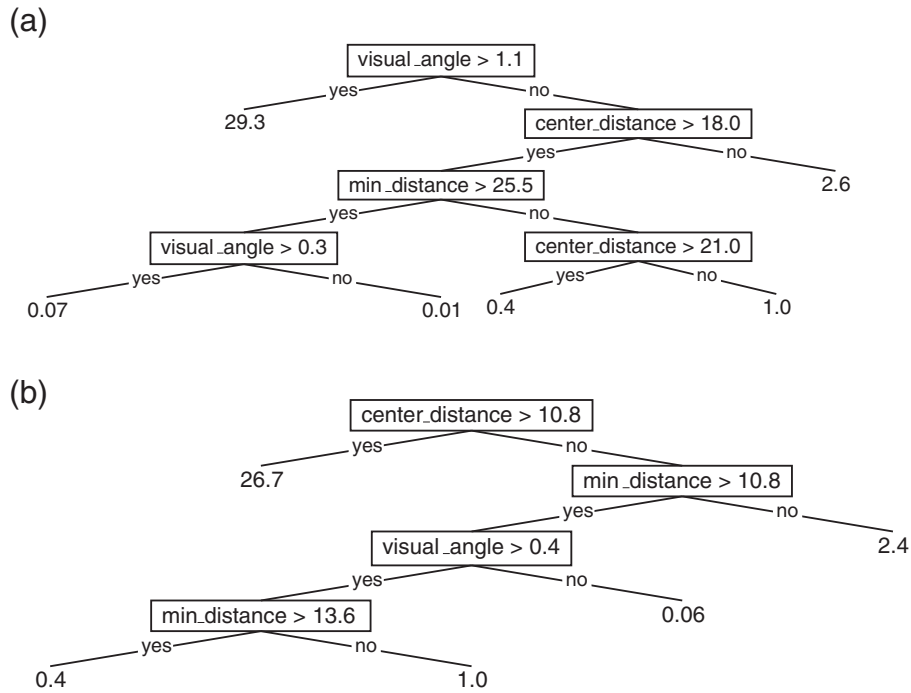 (a)
visual_angle > 1.1
yes no
29.3
center_distance > 18.0
yes no
min_distance > 25.5
2.6
yes no
visual_angle > 0.3
center_distance > 21.0
yes no yes no
0.07 0.01 0.4 1.0
(b)
center_distance > 10.8
yes no
26.7
min_distance > 10.8
yes no
visual_angle > 0.4
2.4
yes no
min_distance > 13.6
0.06
yes no
0.4 1.0